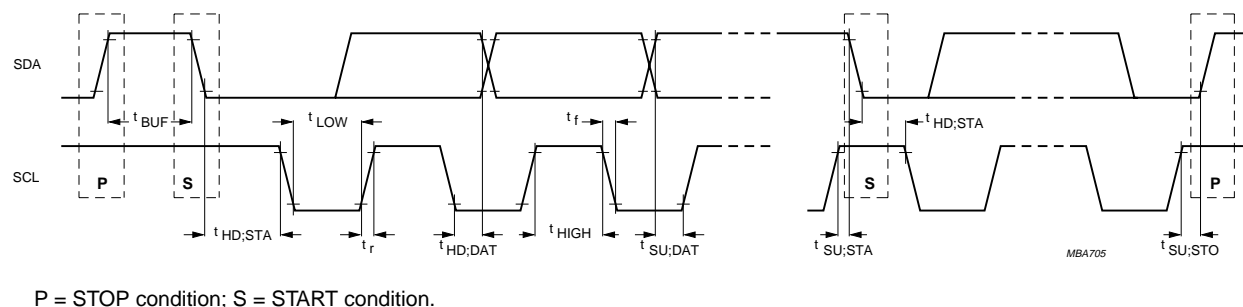 SDA
t BUF
t LOW
t f
t HD;STA
SCL
P
S
S
P
t HD;STA
t r
t HD;DAT
t HIGH
t SU;DAT
t SU;STA
MBA705
t SU;STO
P = STOP condition; S = START condition.